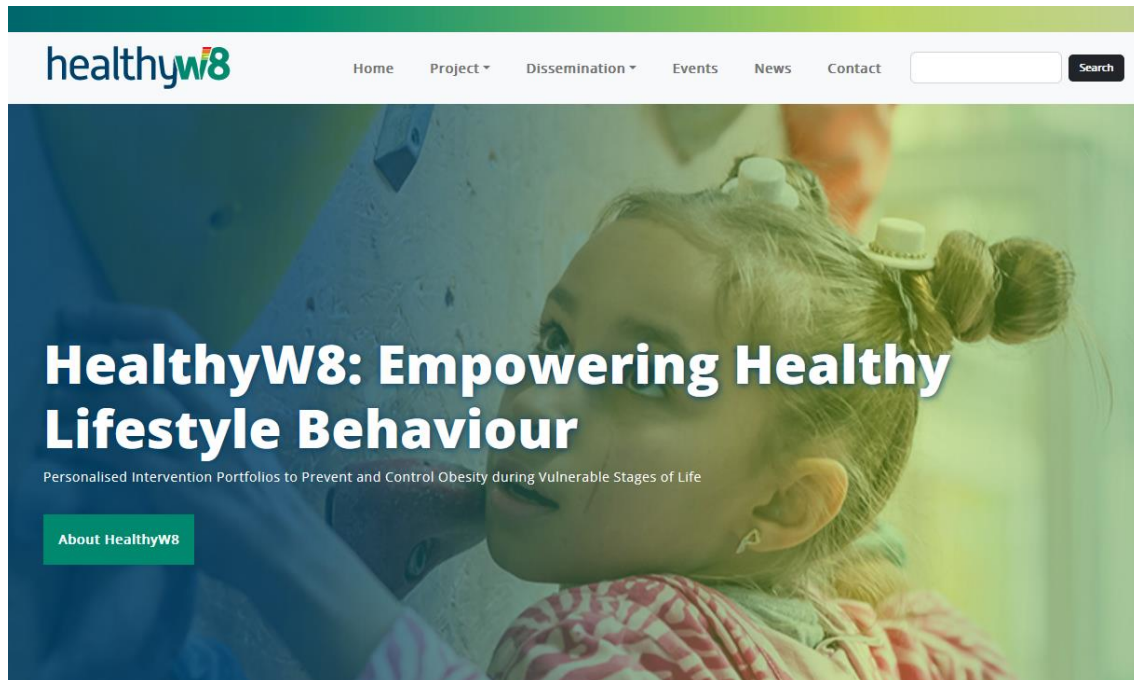 healthyw8
Home Project Dissemination Events News Contact Search
HealthyW8: Empowering Healthy
Lifestyle Behaviour
Personalised Intervention Portfolios to Prevent and Control Obesity during Vulnerable Stages of Life
About HealthyW8